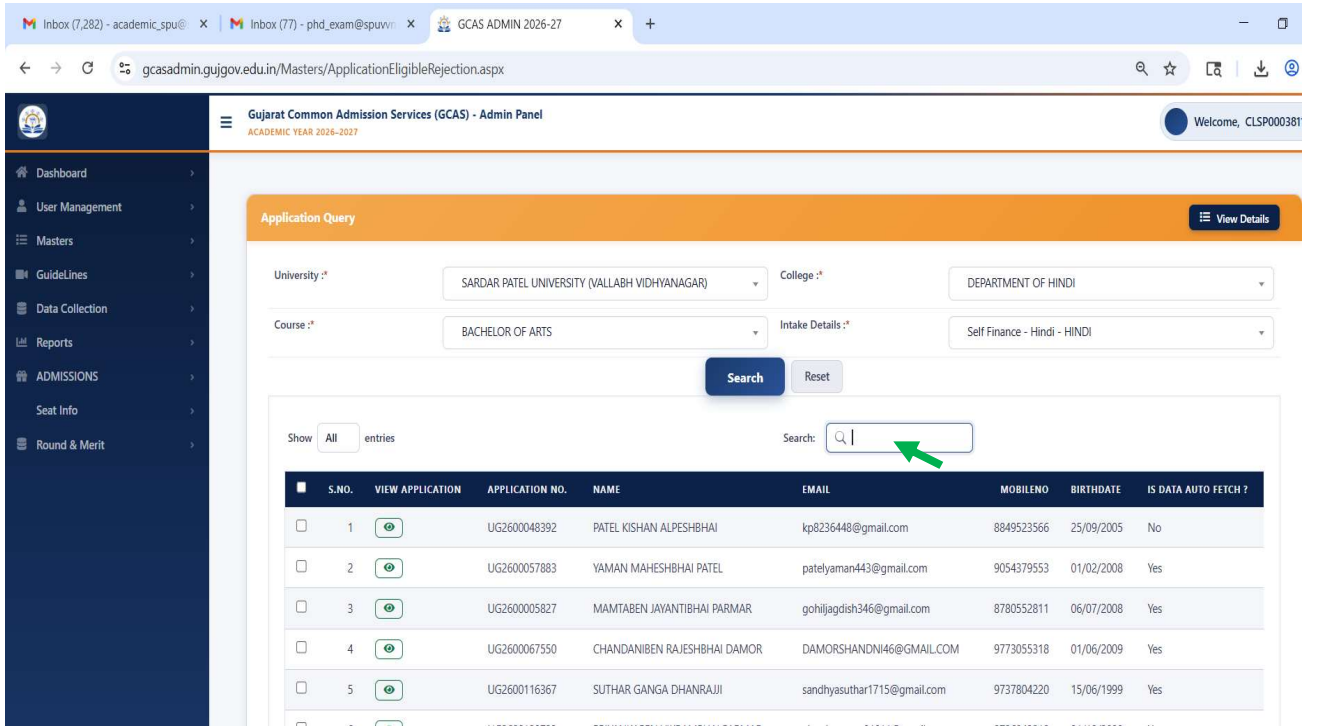 Inbox (7,282) - academic_spu@ Inbox (77) - phd_exam@spuvvn GCAS ADMIN 2026-27
gcasadmin.gujgov.edu.in/Masters/ApplicationEligibleRejection.aspx
Gujarat Common Admission Services (GCAS) - Admin Panel
ACADEMIC YEAR 2026-2027
Welcome, CLSP000381
Dashboard
User Management
Masters
GuideLines
Data Collection
Reports
ADMISSIONS
Seat Info
Round & Merit
Application Query View Details
University :* SARDAR PATEL UNIVERSITY (VALLABH VIDHYANAGAR) College :* DEPARTMENT OF HINDI
Course :* BACHELOR OF ARTS Intake Details :* Self Finance - Hindi - HINDI
Search Reset
Show All entries Search:
S.NO. VIEW APPLICATION APPLICATION NO. NAME EMAIL MOBILENO BIRTHDATE IS DATA AUTO FETCH ?
1 UG2600048392 PATEL KISHAN ALPESHBHAI kp8236448@gmail.com 8849523566 25/09/2005 No
2 UG2600057883 YAMAN MAHESHBHAI PATEL patelyaman443@gmail.com 9054379553 01/02/2008 Yes
3 UG2600005827 MAMTABEN JAYANTIBHAI PARMAR gohiljagdish346@gmail.com 8780552811 06/07/2008 Yes
4 UG2600067550 CHANDANIBEN RAJESHBHAI DAMOR DAMORSHANDNI46@GMAIL.COM 9773055318 01/06/2009 Yes
5 UG2600116367 SUTHAR GANGA DHANRAJJI sandhyasuthar1715@gmail.com 9737804220 15/06/1999 Yes